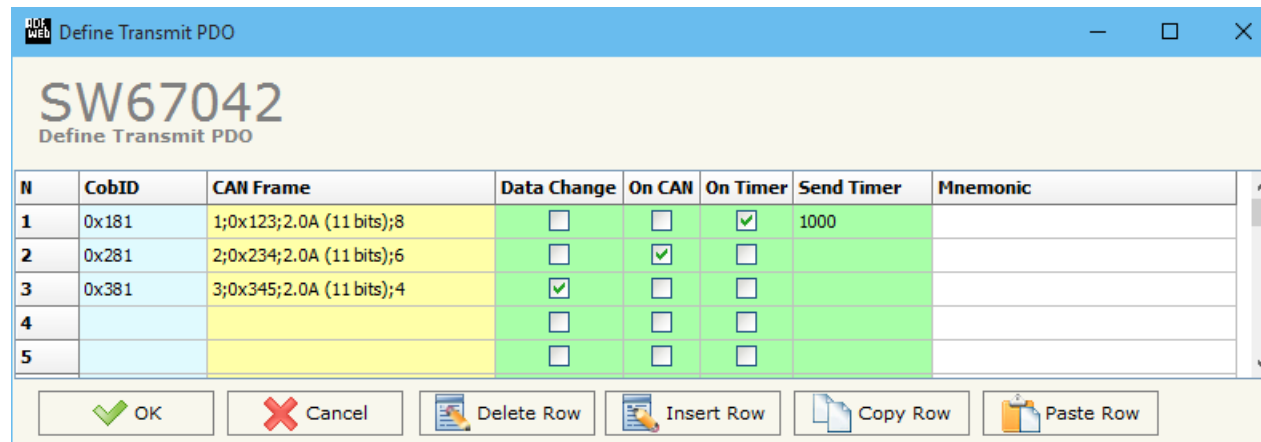 ADF
WEB
Define Transmit PDO
SW67042
Define Transmit PDO
N CobID CAN Frame Data Change On CAN On Timer Send Timer Mnemonic
1 0x181 1;0x123;2.0A (11 bits);8 1000
2 0x281 2;0x234;2.0A (11 bits);6
3 0x381 3;0x345;2.0A (11 bits);4
4
5
OK Cancel Delete Row Insert Row Copy Row Paste Row